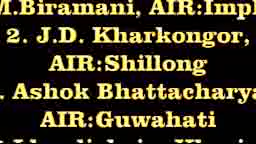 M.Biramani, AIR:Imph
2. J.D. Kharkongor,
AIR:Shillong
. Ashok Bhattacharya
AIR:Guwahati